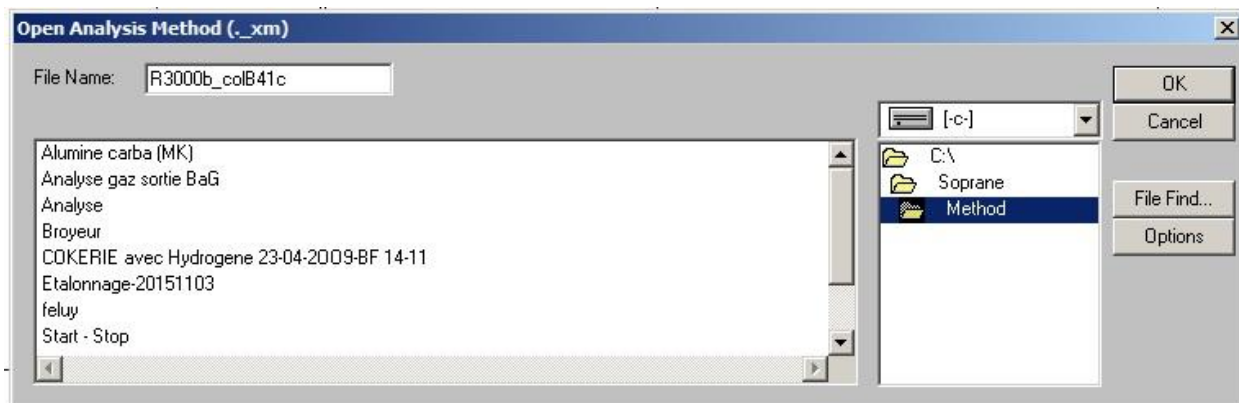 Open Analysis Method (._xm)
File Name: R3000b_colB41c
OK
[-c-]
Cancel
Alumine carba (MK)
Analyse gaz sortie BaG
Analyse
Broyeur
COKERIE avec Hydrogene 23-04-2009-BF 14-11
Etalonnage-20151103
feluy
Start - Stop
C:\
Soprane
Method
File Find...
Options